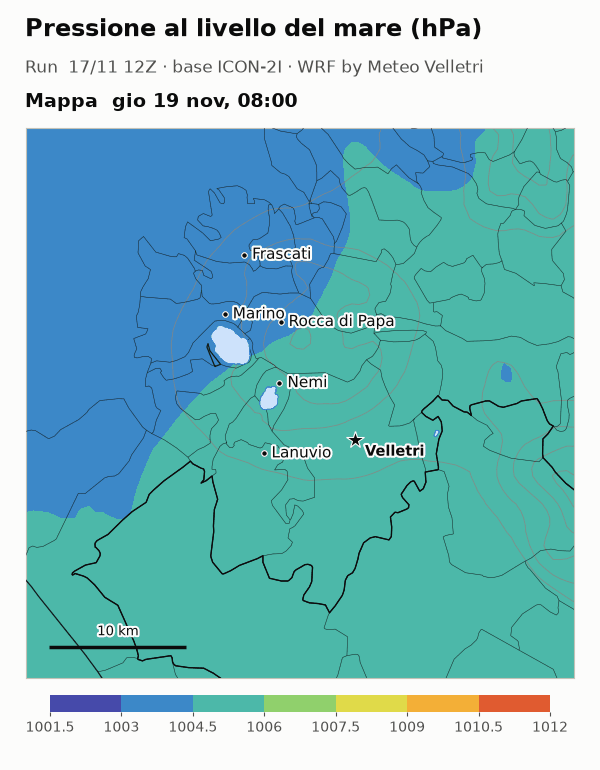 Pressione al livello del mare (hPa)
Run  17/11 12Z · base ICON-2I · WRF by Meteo Velletri
Mappa  gio 19 nov, 08:00
Frascati
Marino
Rocca di Papa
Nemi
Velletri
Lanuvio
10 km
1001.5 1003 1004.5 1006 1007.5 1009 1010.5 1012